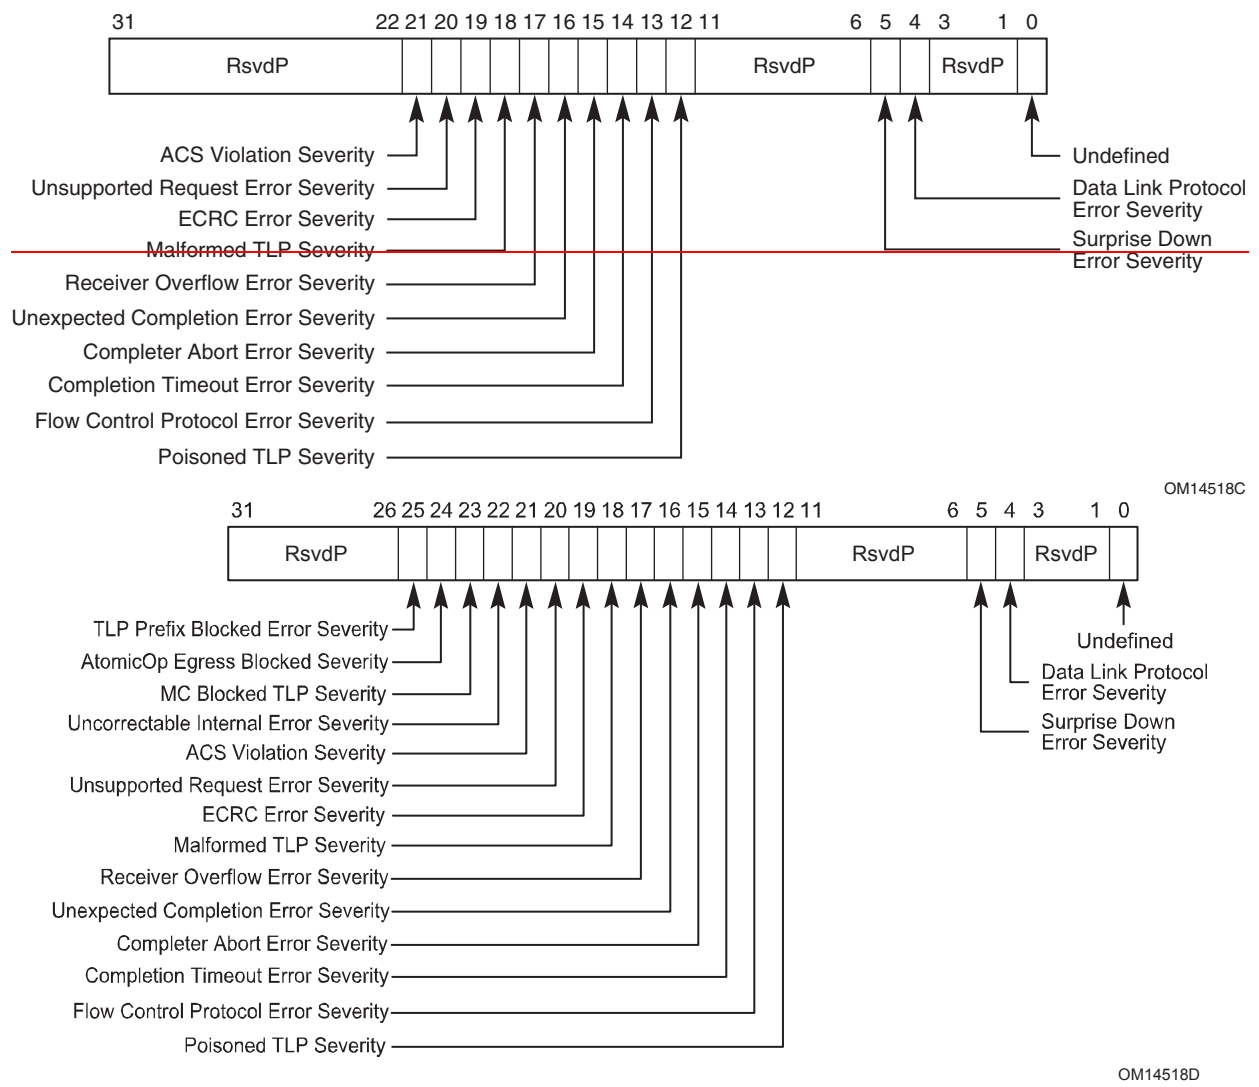 31 22 21 20 19 18 17 16 15 14 13 12 11 6 5 4 3 1 0
RsvdP RsvdP RsvdP
ACS Violation Severity
Unsupported Request Error Severity
ECRC Error Severity
Malformed TLP Severity
Receiver Overflow Error Severity
Unexpected Completion Error Severity
Completer Abort Error Severity
Completion Timeout Error Severity
Flow Control Protocol Error Severity
Poisoned TLP Severity
Undefined
Data Link Protocol
Error Severity
Surprise Down
Error Severity
OM14518C
31 26 25 24 23 22 21 20 19 18 17 16 15 14 13 12 11 6 5 4 3 1 0
RsvdP RsvdP RsvdP
TLP Prefix Blocked Error Severity
AtomicOp Egress Blocked Severity
MC Blocked TLP Severity
Uncorrectable Internal Error Severity
ACS Violation Severity
Unsupported Request Error Severity
ECRC Error Severity
Malformed TLP Severity
Receiver Overflow Error Severity
Unexpected Completion Error Severity
Completer Abort Error Severity
Completion Timeout Error Severity
Flow Control Protocol Error Severity
Poisoned TLP Severity
Undefined
Data Link Protocol
Error Severity
Surprise Down
Error Severity
OM14518D